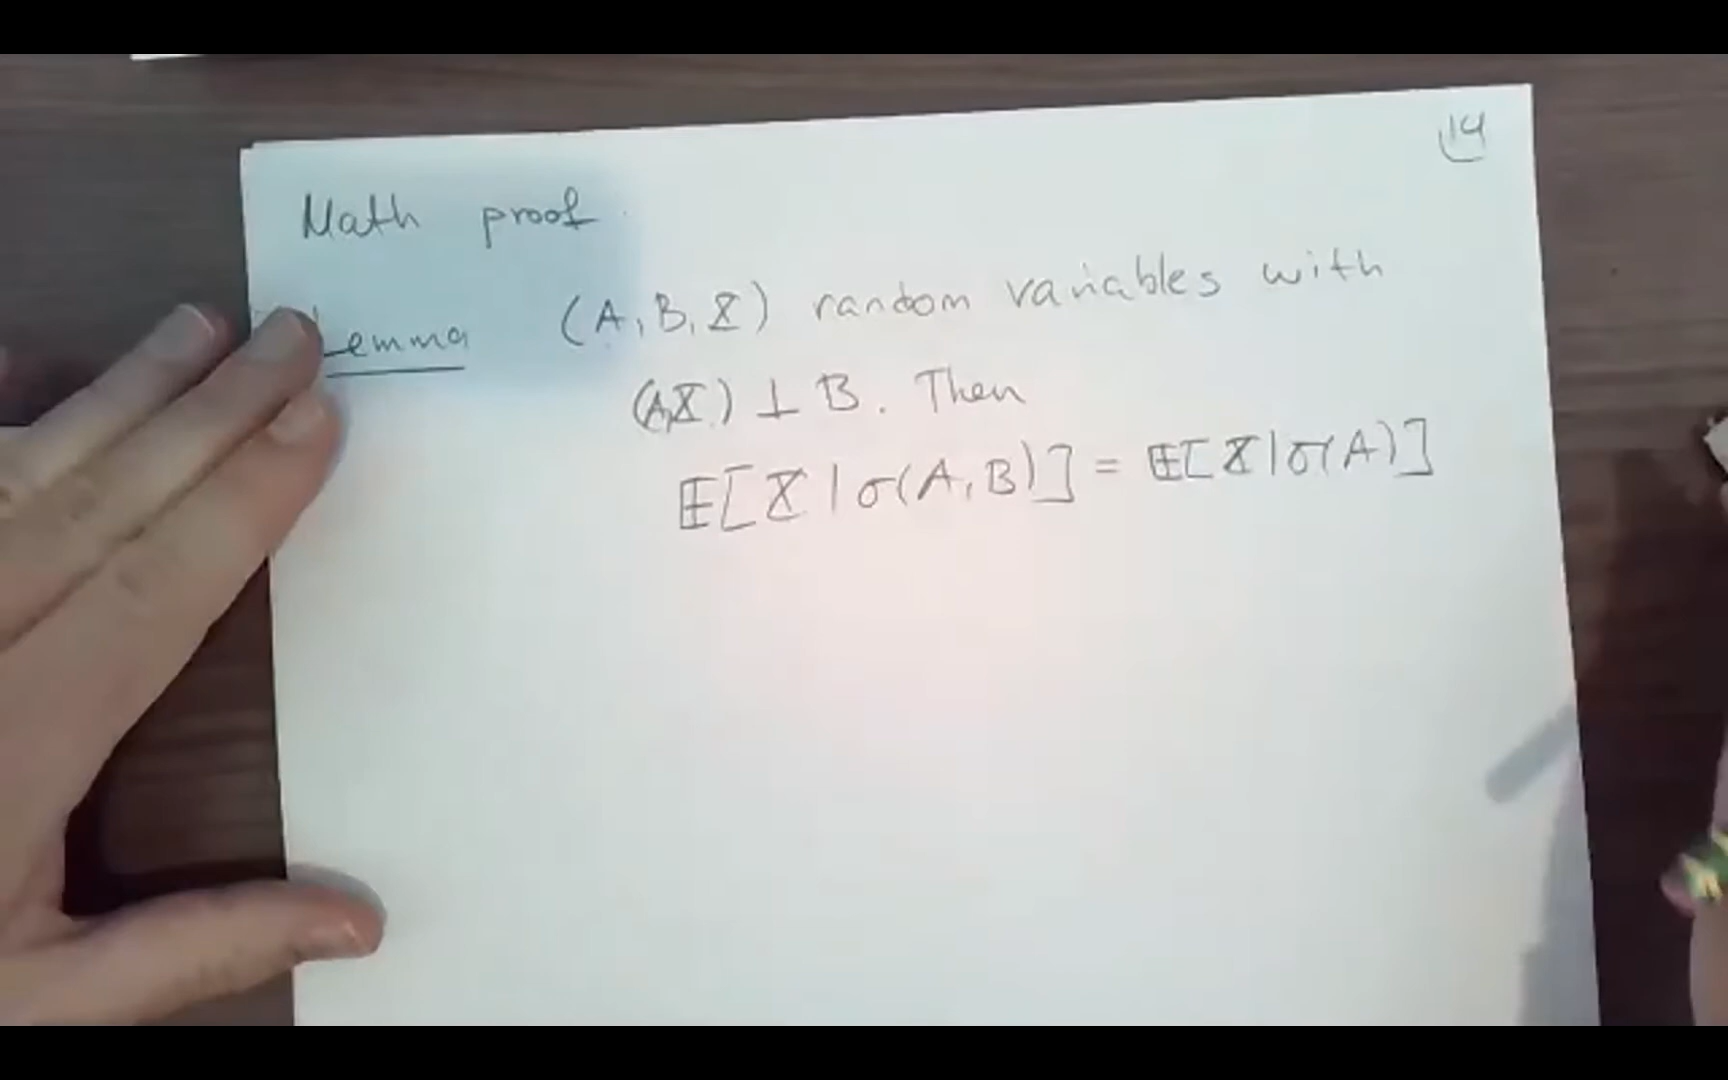 14
Math proof
Lemma (A, B, X) random variables with
(A,X) ⊥ B. Then
𝔼[X | σ(A, B)] = 𝔼[X | σ(A)]